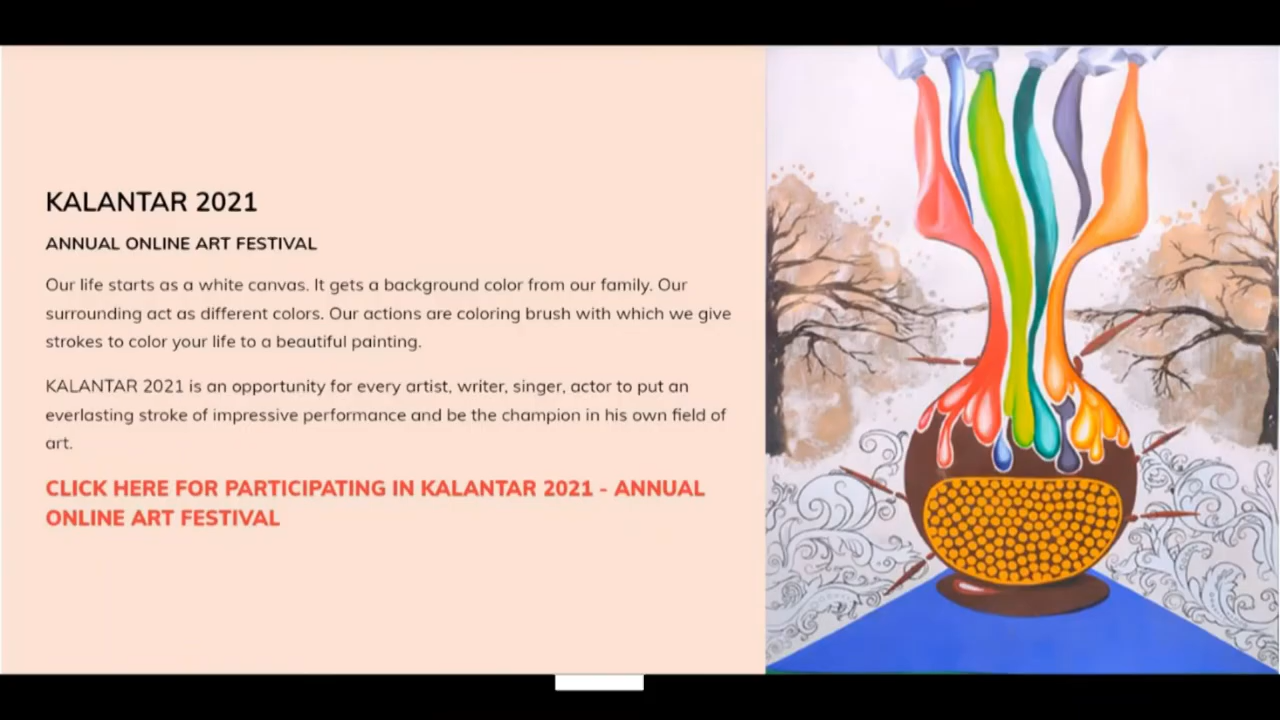 KALANTAR 2021
ANNUAL ONLINE ART FESTIVAL
Our life starts as a white canvas. It gets a background color from our family. Our
surrounding act as different colors. Our actions are coloring brush with which we give
strokes to color your life to a beautiful painting.
KALANTAR 2021 is an opportunity for every artist, writer, singer, actor to put an
everlasting stroke of impressive performance and be the champion in his own field of
art.
CLICK HERE FOR PARTICIPATING IN KALANTAR 2021 - ANNUAL
ONLINE ART FESTIVAL